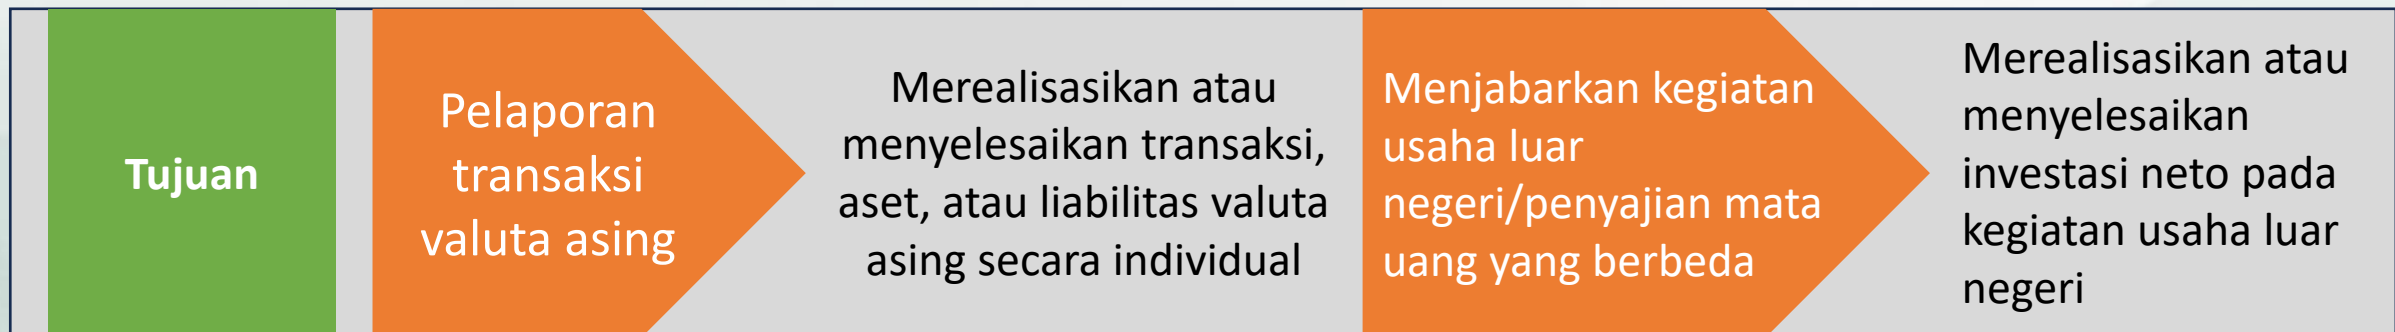 Tujuan
Pelaporan
transaksi
valuta asing
Merealisasikan atau
menyelesaikan transaksi,
aset, atau liabilitas valuta
asing secara individual
Menjabarkan kegiatan
usaha luar
negeri/penyajian mata
uang yang berbeda
Merealisasikan atau
menyelesaikan
investasi neto pada
kegiatan usaha luar
negeri